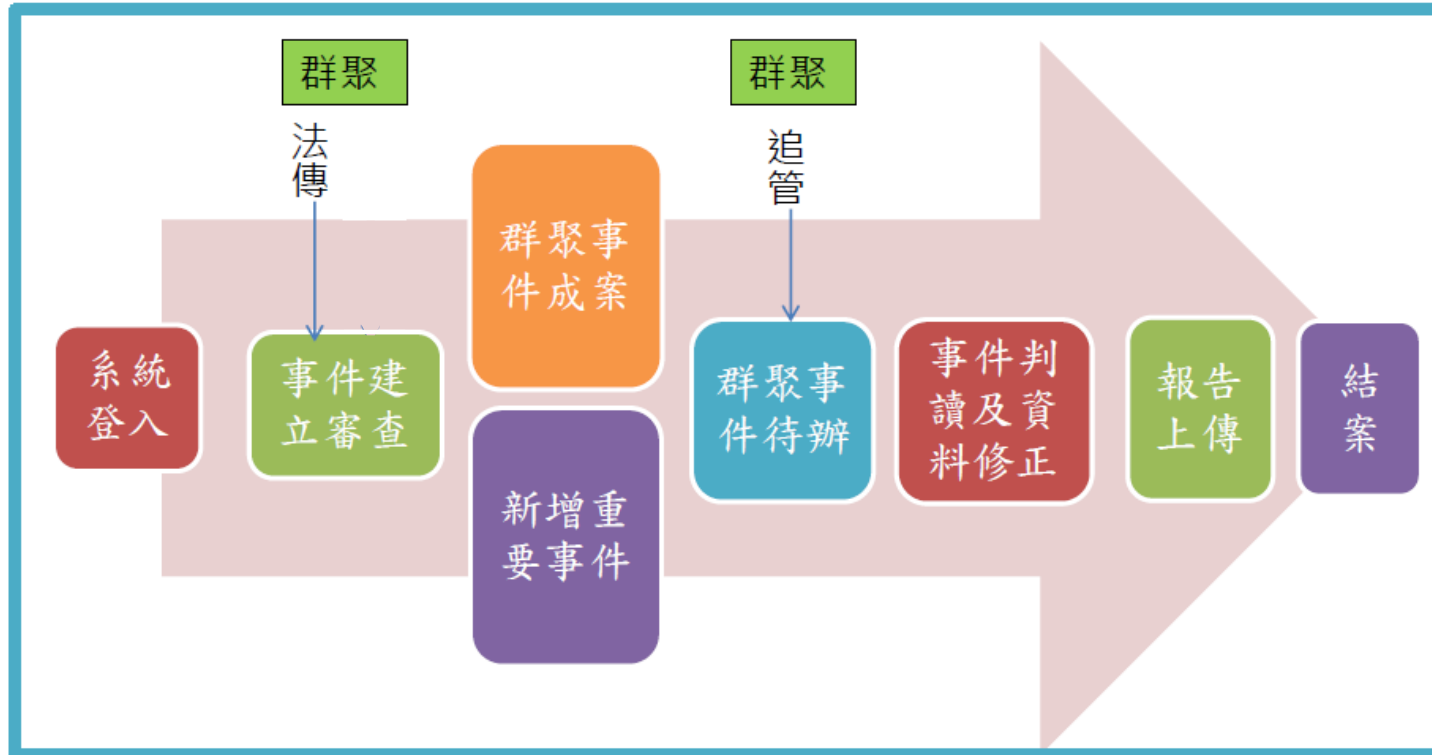 群聚
群聚
法傳
追管
系統
登入
事件建
立審查
群聚事
件成案
新增重
要事件
群聚事
件待辦
事件判
讀及資
料修正
報告
上傳
結
案